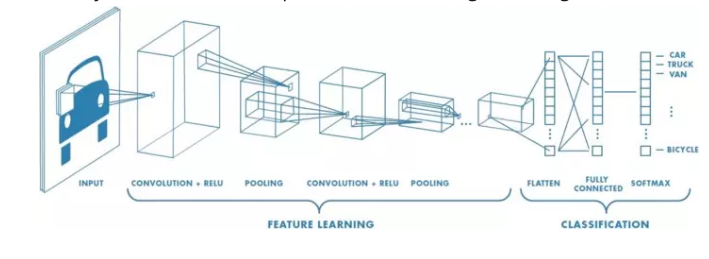 CAR
TRUCK
VAN
BICYCLE
INPUT
CONVOLUTION + RELU
POOLING
CONVOLUTION + RELU
POOLING
FLATTEN
FULLY
CONNECTED
SOFTMAX
FEATURE LEARNING
CLASSIFICATION